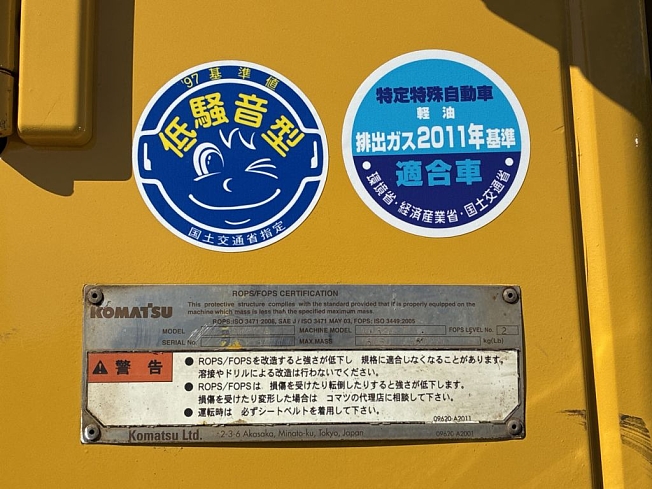 '97基準値
低騒音型
国土交通省指定
特定特殊自動車
軽油
排出ガス2011年基準
適合車
・環境省・経済産業省・国土交通省・
KOMATSU
ROPS/FOPS CERTIFICATION
This protective structure complies with the standard provided that it is properly equipped on the
machine which mass is less than the specified maximum mass.
ROPS: ISO 3471 2008, SAE J / ISO 3471 MAY 03, FOPS: ISO 3449:2005
MODEL MACHINE MODEL FOPS LEVEL No. 2
SERIAL No. MAX.MASS kg(Lb)
警告
● ROPS/FOPSを改造すると強さが低下し 規格に適合しなくなることがあります。
溶接やドリルによる改造は行わないでください。
● ROPS/FOPSは 損傷を受けたり転倒したりすると強さが低下します。
損傷を受けたり変形した場合は コマツの代理店に相談して下さい。
● 運転時は 必ずシートベルトを着用して下さい。
09620-A2011
Komatsu Ltd. 2-3-6 Akasaka, Minato-ku, Tokyo, Japan 09620-A2001